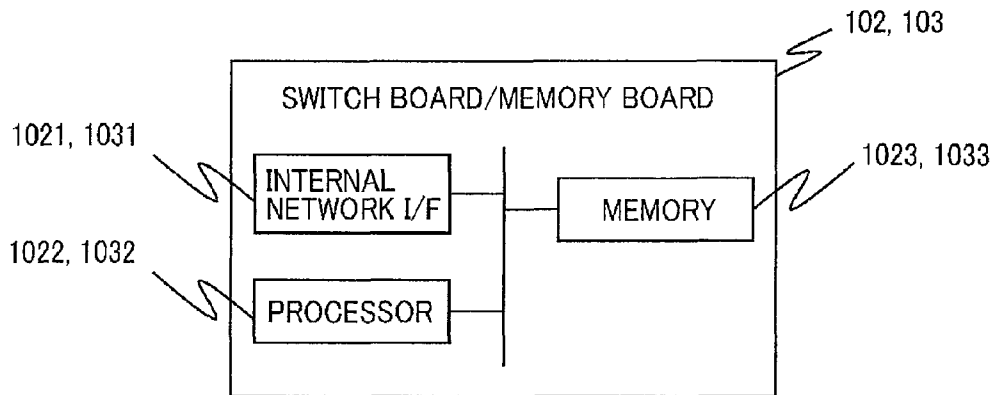 102, 103
SWITCH BOARD/MEMORY BOARD
1021, 1031
INTERNAL
NETWORK I/F
1023, 1033
MEMORY
1022, 1032
PROCESSOR